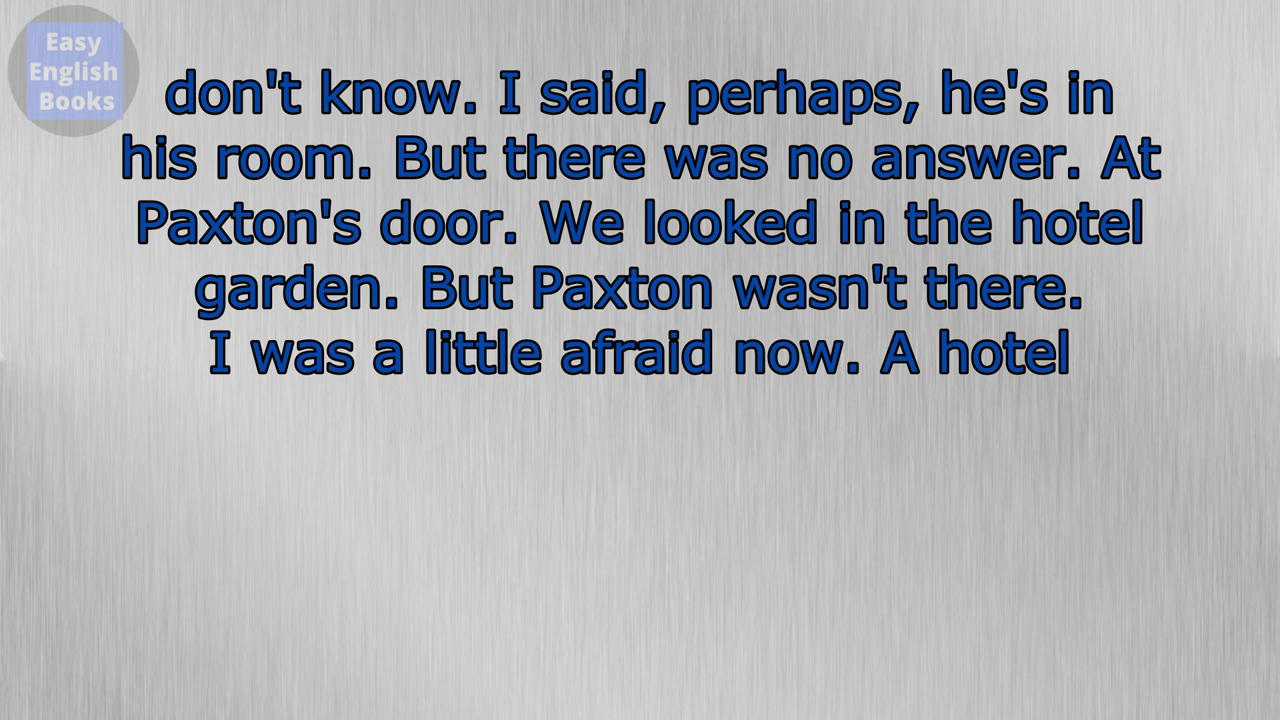 Easy
English
Books
don't know. I said, perhaps, he's in
his room. But there was no answer. At
Paxton's door. We looked in the hotel
garden. But Paxton wasn't there.
I was a little afraid now. A hotel